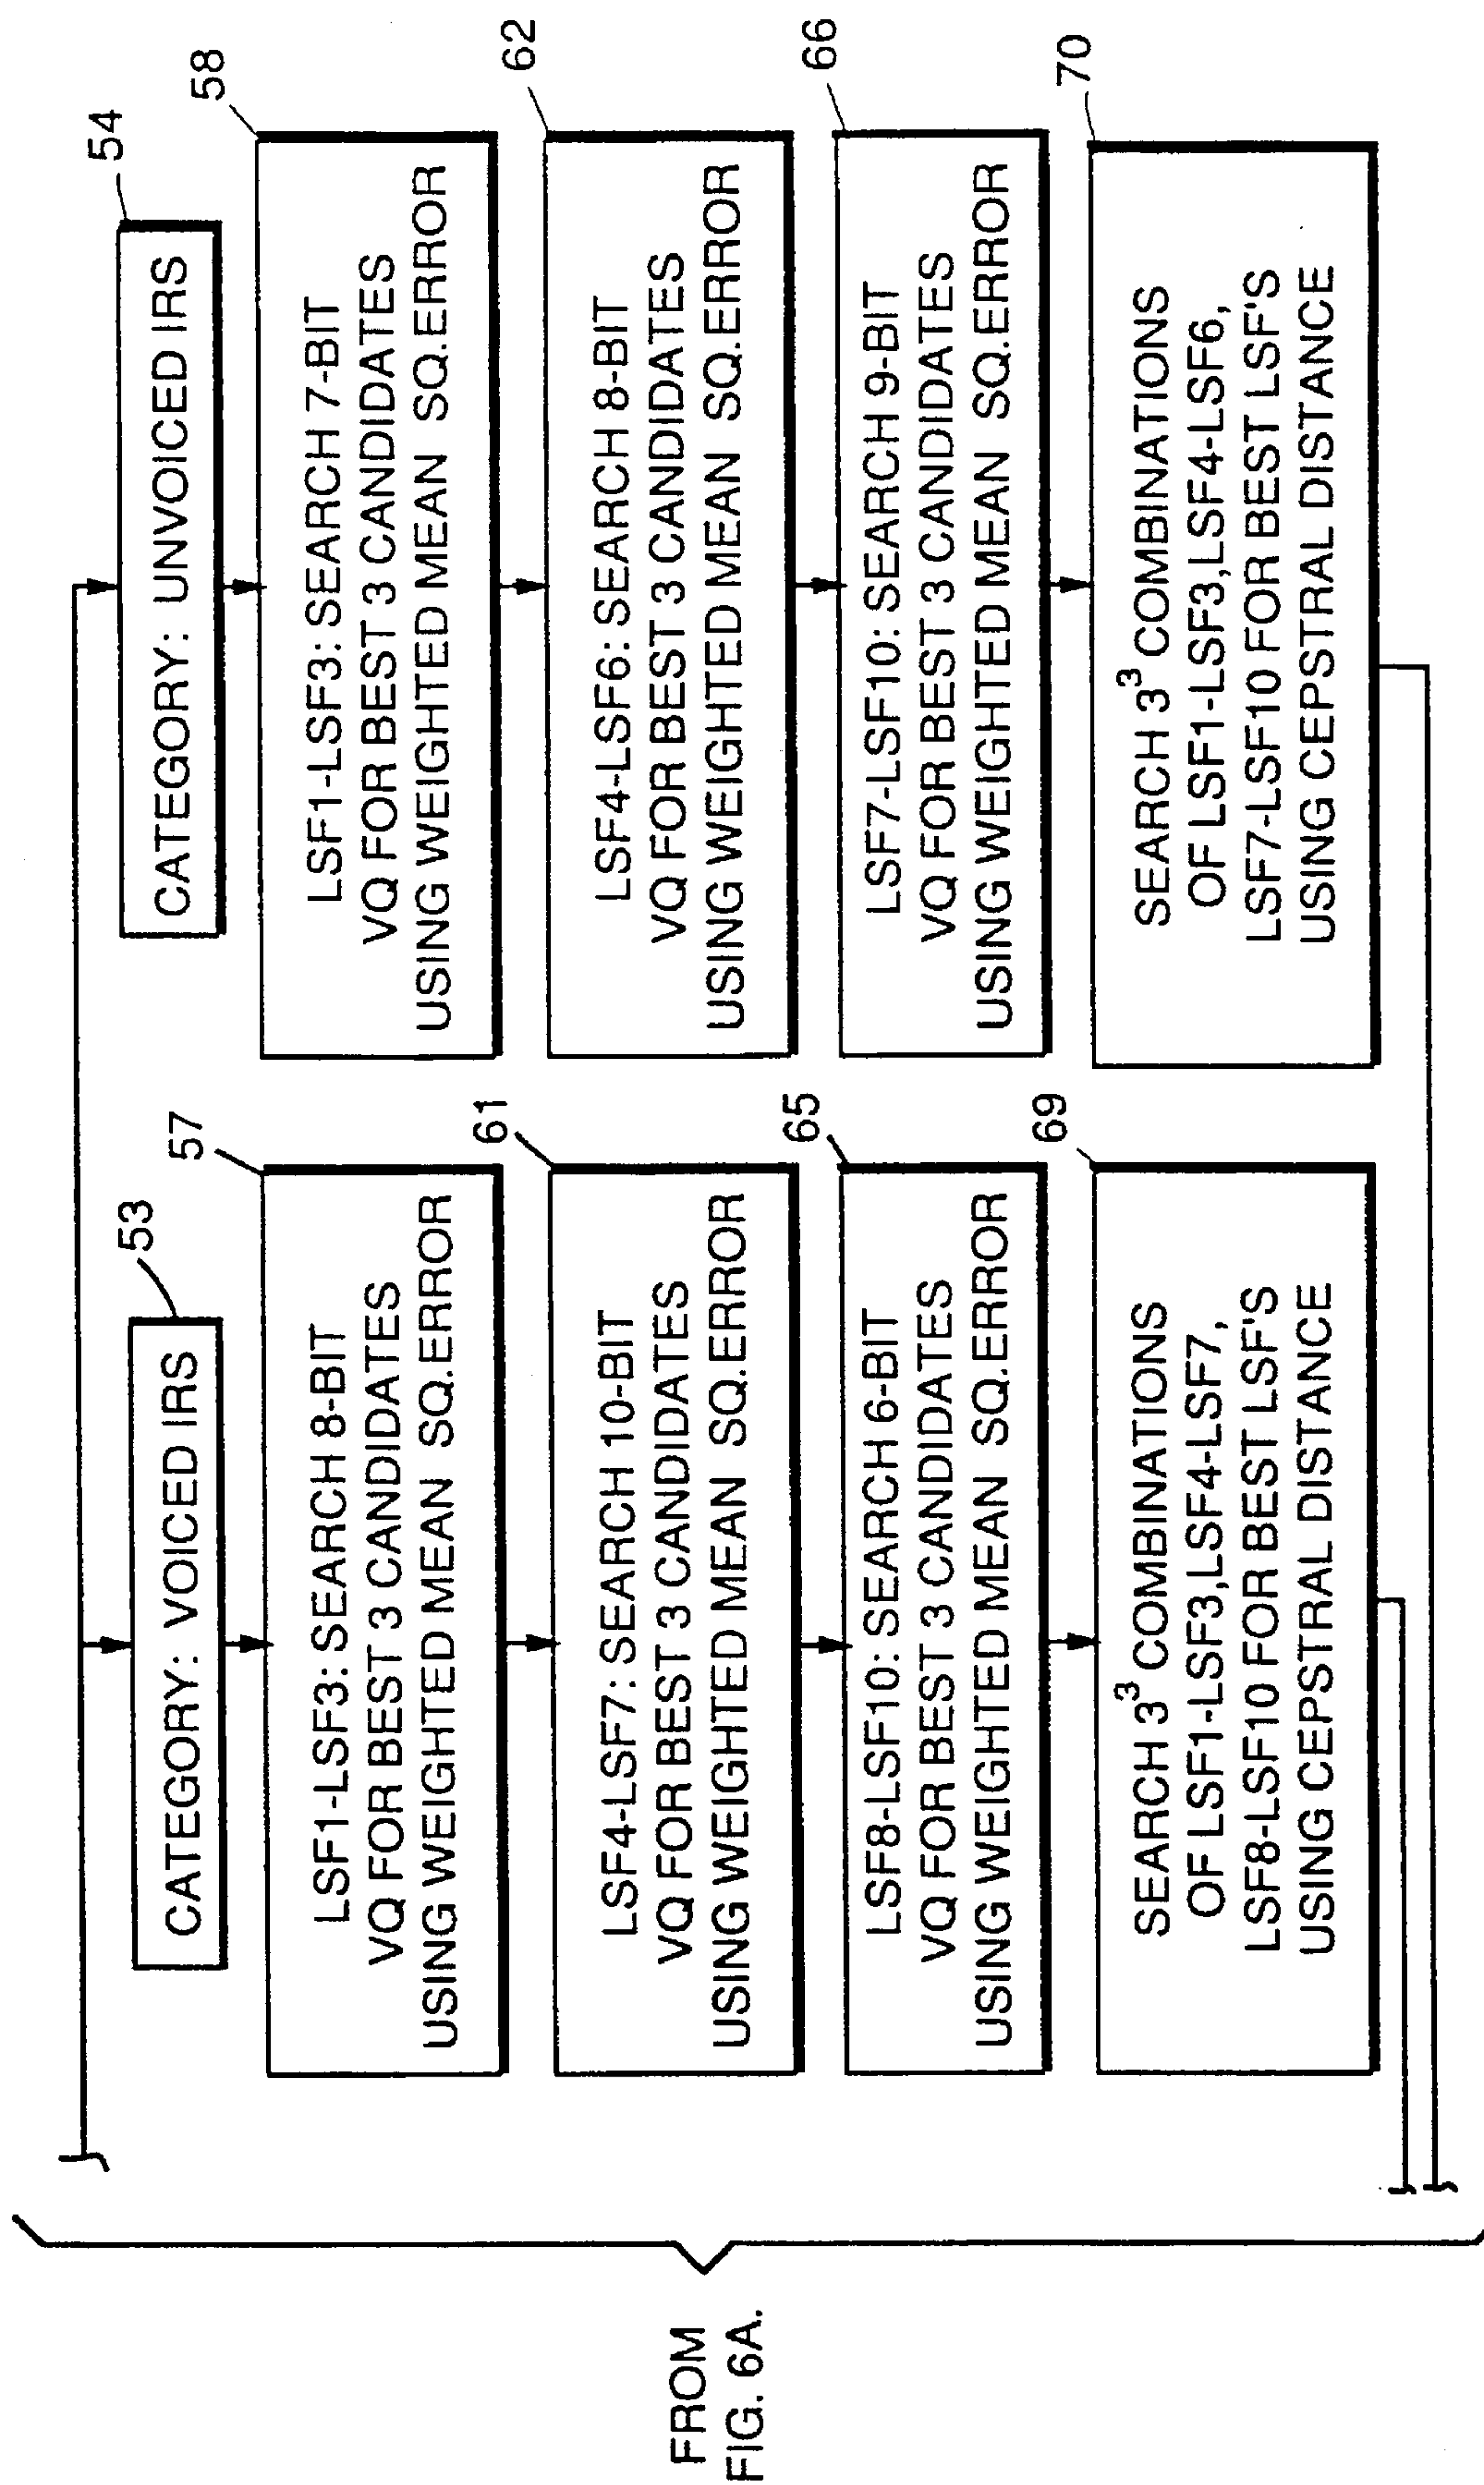 FROM
FIG. 6A.
53
CATEGORY: VOICED IRS
57
LSF1-LSF3: SEARCH 8-BIT
VQ FOR BEST 3 CANDIDATES
USING WEIGHTED MEAN SQ.ERROR
61
LSF4-LSF7: SEARCH 10-BIT
VQ FOR BEST 3 CANDIDATES
USING WEIGHTED MEAN SQ.ERROR
65
LSF8-LSF10: SEARCH 6-BIT
VQ FOR BEST 3 CANDIDATES
USING WEIGHTED MEAN SQ.ERROR
69
SEARCH 3³ COMBINATIONS
OF LSF1-LSF3,LSF4-LSF7,
LSF8-LSF10 FOR BEST LSF'S
USING CEPSTRAL DISTANCE
54
CATEGORY: UNVOICED IRS
58
LSF1-LSF3: SEARCH 7-BIT
VQ FOR BEST 3 CANDIDATES
USING WEIGHTED MEAN SQ.ERROR
62
LSF4-LSF6: SEARCH 8-BIT
VQ FOR BEST 3 CANDIDATES
USING WEIGHTED MEAN SQ.ERROR
66
LSF7-LSF10: SEARCH 9-BIT
VQ FOR BEST 3 CANDIDATES
USING WEIGHTED MEAN SQ.ERROR
70
SEARCH 3³ COMBINATIONS
OF LSF1-LSF3,LSF4-LSF6,
LSF7-LSF10 FOR BEST LSF'S
USING CEPSTRAL DISTANCE